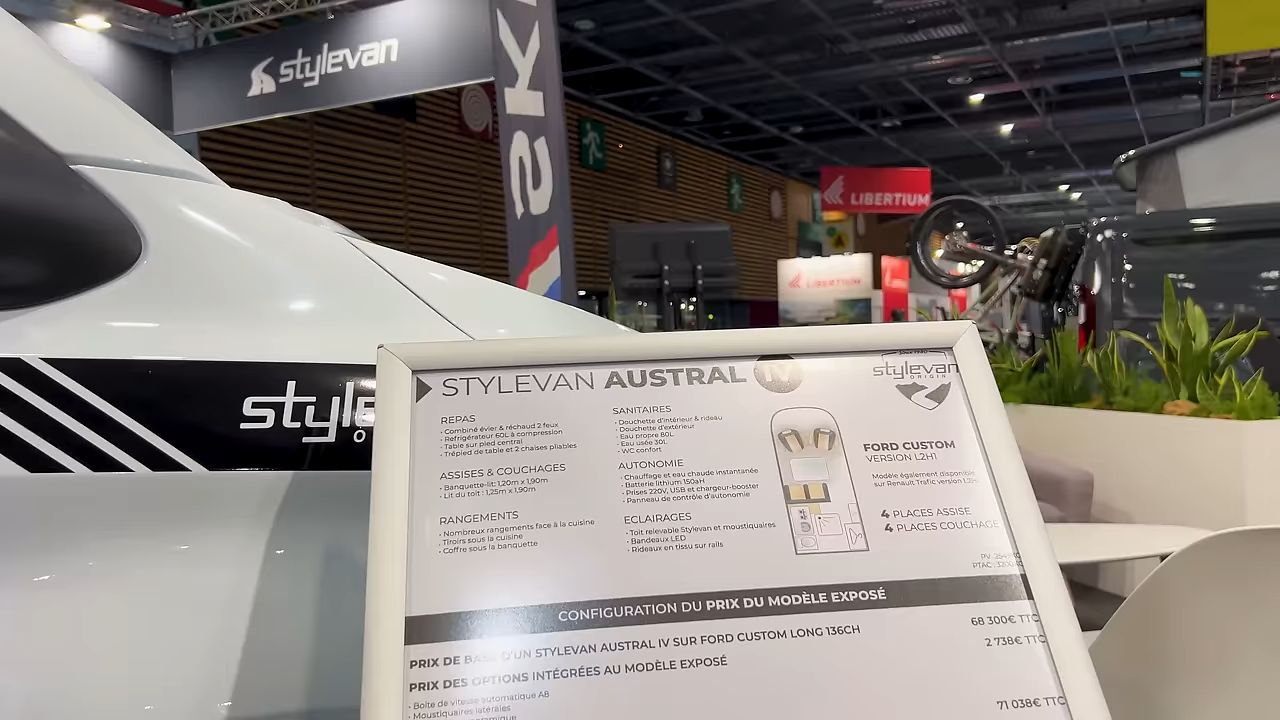 stylevan
SKI
LIBERTIUM
LIBERTIUM
style
STYLEVAN AUSTRAL IV
Since 1980
stylevan
ORIGIN
REPAS
• Combiné évier & réchaud 2 feux
• Réfrigérateur 60L à compression
• Table sur pied central
• Trépied de table et 2 chaises pliables
ASSISES & COUCHAGES
• Banquette-lit: 1,20m x 1,90m
• Lit du toit : 1,25m x 1,90m
RANGEMENTS
• Nombreux rangements face à la cuisine
• Tiroirs sous la cuisine
• Coffre sous la banquette
SANITAIRES
• Douchette d'intérieur & rideau
• Douchette d'extérieur
• Eau propre 80L
• Eau usée 30L
• WC confort
AUTONOMIE
• Chauffage et eau chaude instantanée
• Batterie lithium 150aH
• Prises 220V, USB et chargeur-booster
• Panneau de contrôle d'autonomie
ECLAIRAGES
• Toit relevable Stylevan et moustiquaires
• Bandeaux LED
• Rideaux en tissu sur rails
FORD CUSTOM
VERSION L2H1
Modèle également disponible
sur Renault Trafic version L2H1
4 PLACES ASSISE
4 PLACES COUCHAGE
CONFIGURATION DU PRIX DU MODÈLE EXPOSÉ
PRIX DE BASE D'UN STYLEVAN AUSTRAL IV SUR FORD CUSTOM LONG 136CH 68 300€ TTC
PRIX DES OPTIONS INTÉGRÉES AU MODÈLE EXPOSÉ 2 738€ TTC
• Boite de vitesse automatique A8
• Moustiquaires latérales
71 038€ TTC